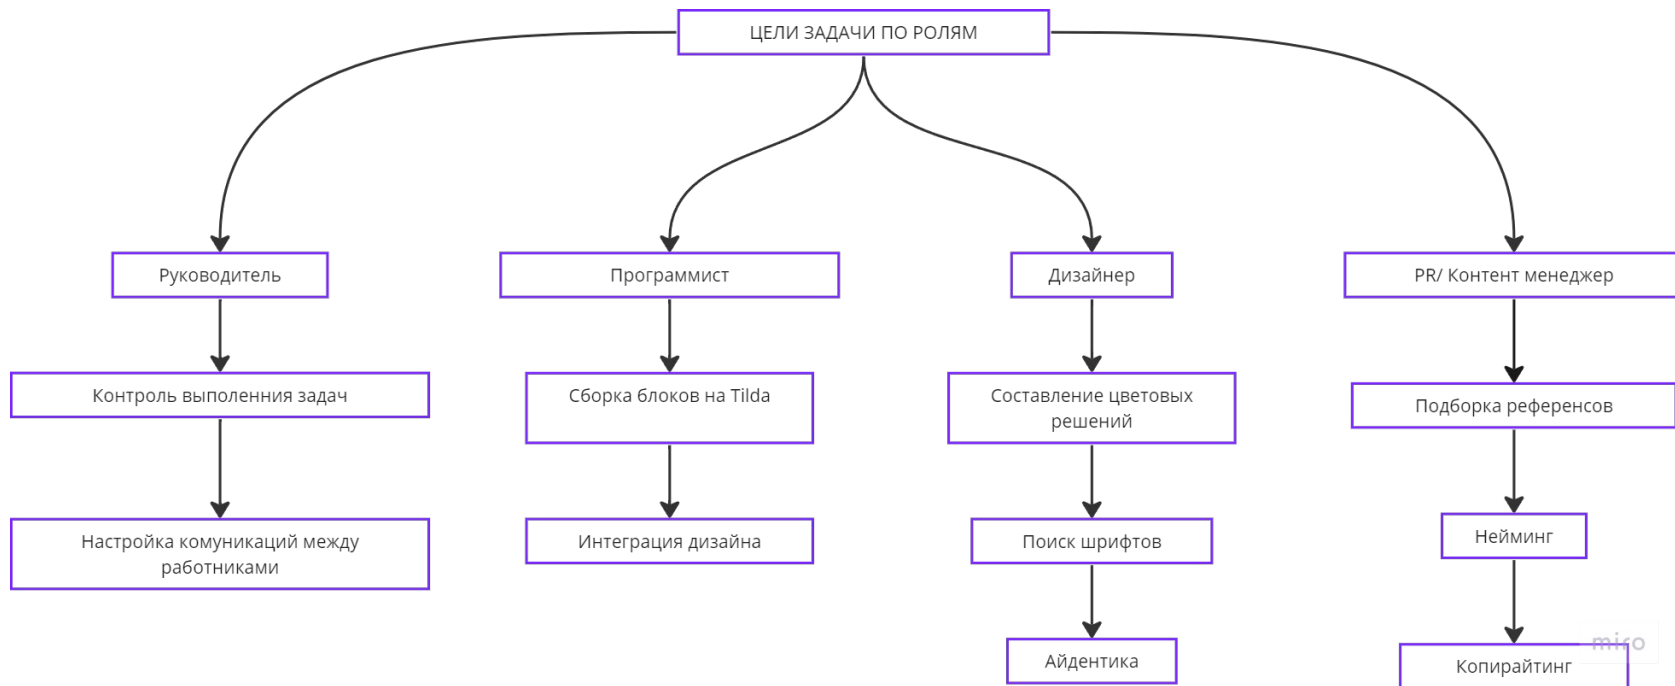 ЦЕЛИ ЗАДАЧИ ПО РОЛЯМ
Руководитель
Программист
Дизайнер
PR/ Контент менеджер
Контроль выполенния задач
Сборка блоков на Tilda
Составление цветовых
решений
Подборка референсов
Настройка комуникаций между
работниками
Интеграция дизайна
Поиск шрифтов
Нейминг
Айдентика
Копирайтинг
miro